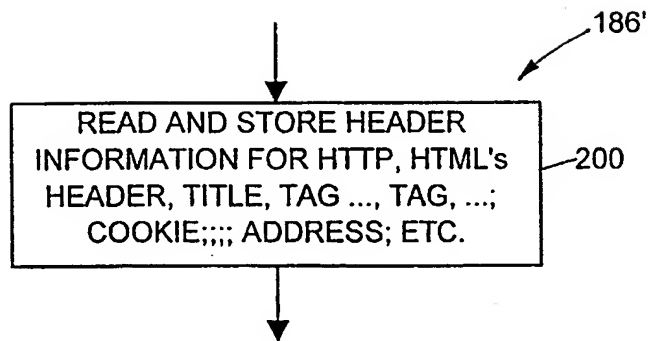 186'
READ AND STORE HEADER
INFORMATION FOR HTTP, HTML's
HEADER, TITLE, TAG ..., TAG, ...;
COOKIE;;;; ADDRESS; ETC.
200